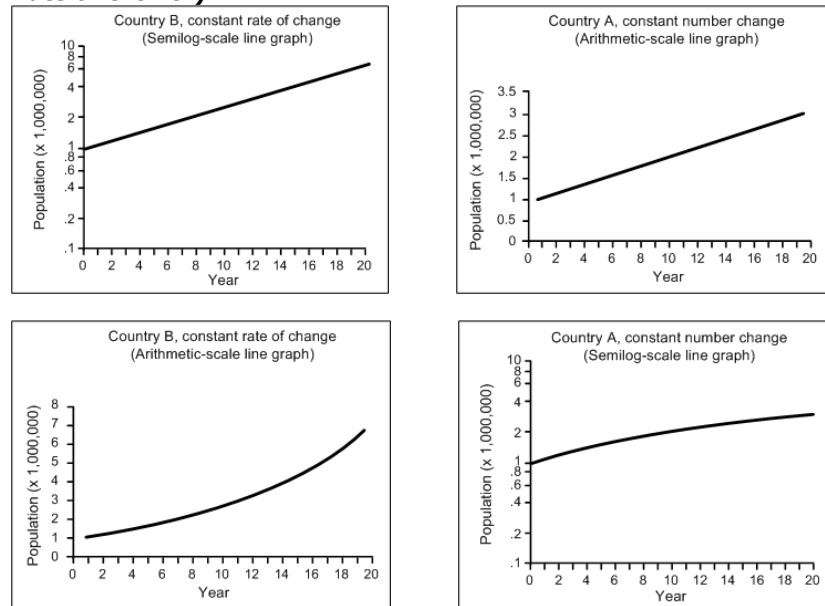 Country B, constant rate of change
(Semilog-scale line graph)
Population (x 1,000,000)
10
8
6
4
2
1
.8
.6
.4
.2
.1
0 2 4 6 8 10 12 14 16 18 20
Year
Country A, constant number change
(Arithmetic-scale line graph)
Population (x 1,000,000)
3.5
3
2.5
2
1.5
1
0.5
0
0 2 4 6 8 10 12 14 16 18 20
Year
Country B, constant rate of change
(Arithmetic-scale line graph)
Population (x 1,000,000)
8
7
6
5
4
3
2
1
0
0 2 4 6 8 10 12 14 16 18 20
Year
Country A, constant number change
(Semilog-scale line graph)
Population (x 1,000,000)
10
8
6
4
2
1
.8
.6
.4
.2
.1
0 2 4 6 8 10 12 14 16 18 20
Year